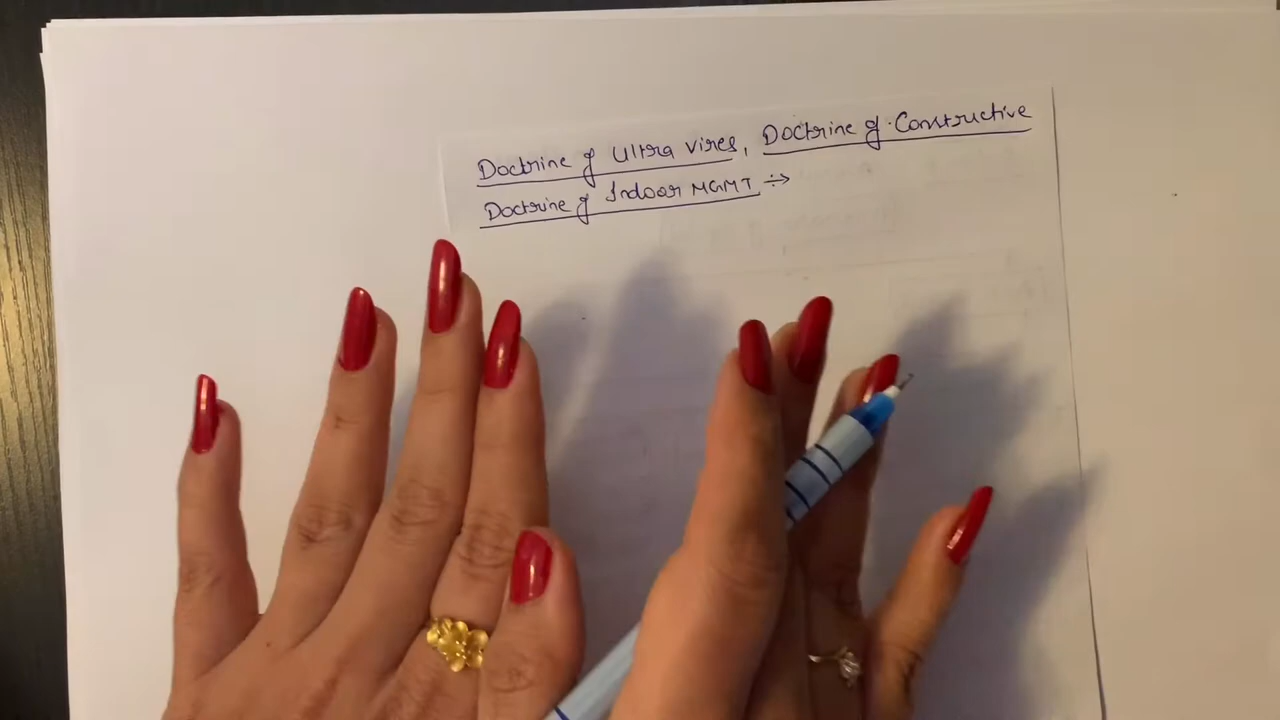 Doctrine of Ultra Vires, Doctrine of Constructive
Doctrine of Indoor MGMT →